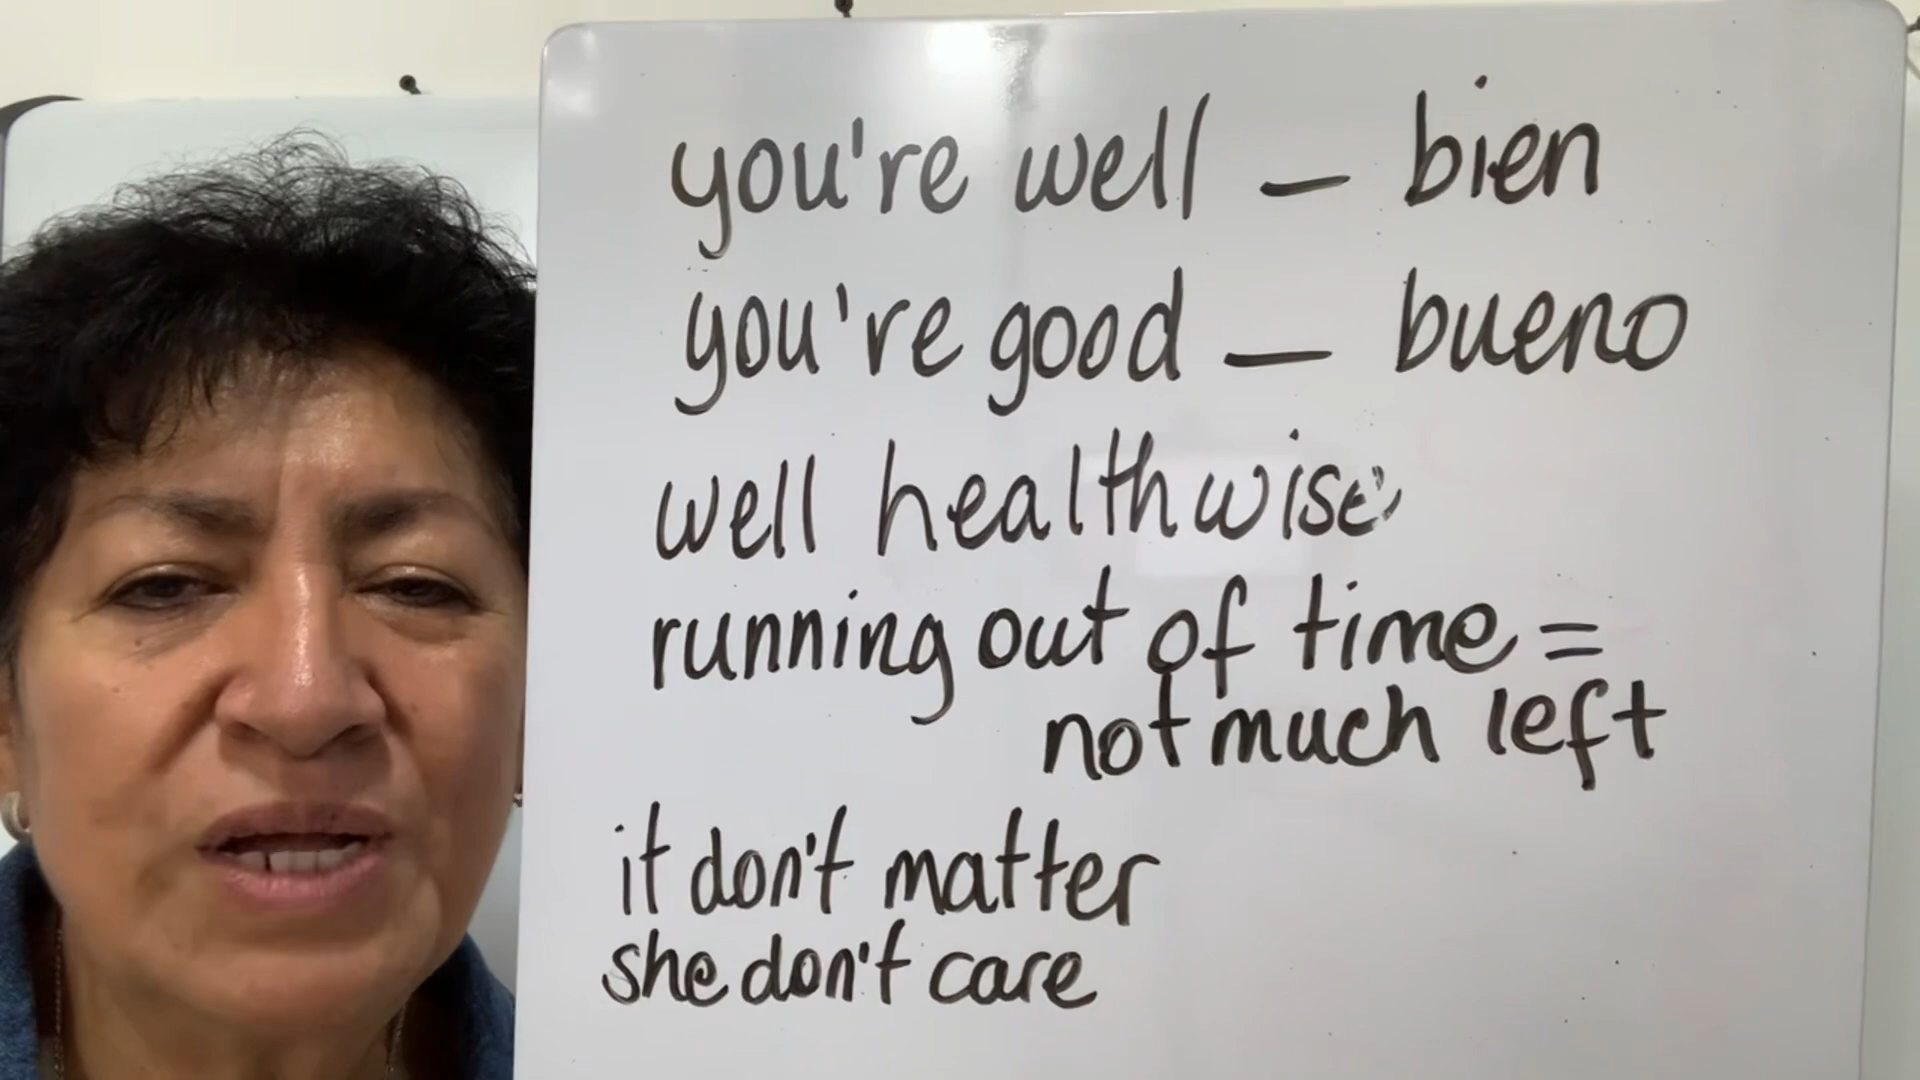 you're well – bien
you're good – bueno
well healthwise
running out of time =
not much left
it don't matter
she don't care